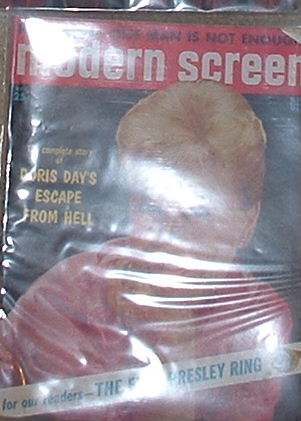 MAN IS NOT ENOUGH
modern screen
25
complete story
of
DORIS DAY'S
ESCAPE
FROM HELL
for our readers—THE PRESLEY RING